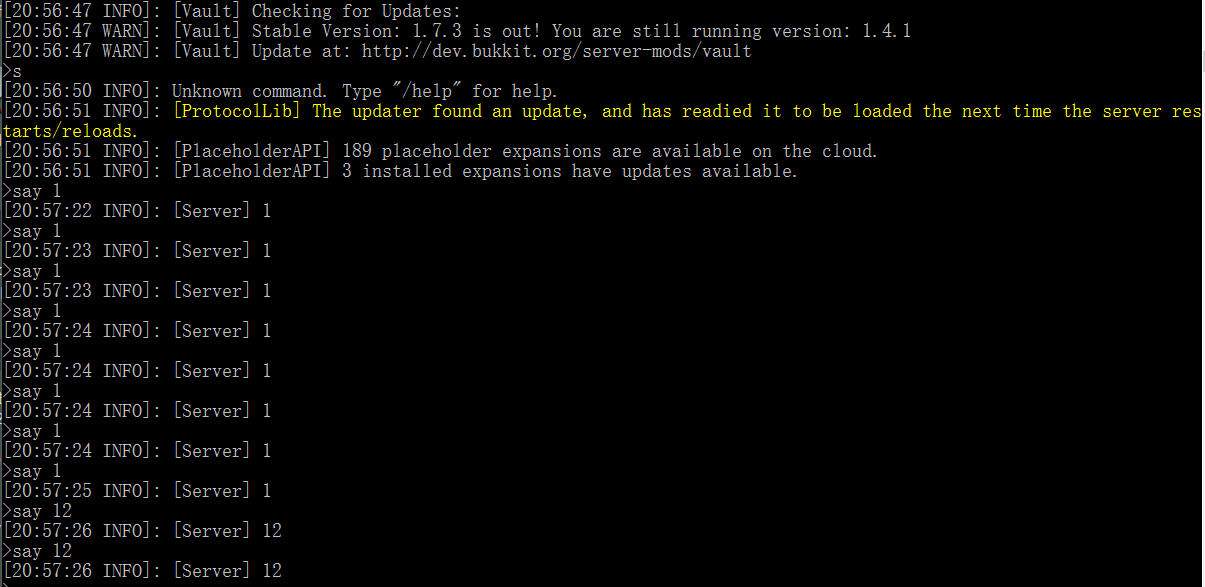 [20:56:47 INFO]: [Vault] Checking for Updates:
[20:56:47 WARN]: [Vault] Stable Version: 1.7.3 is out! You are still running version: 1.4.1
[20:56:47 WARN]: [Vault] Update at: http://dev.bukkit.org/server-mods/vault
>s
[20:56:50 INFO]: Unknown command. Type "/help" for help.
[20:56:51 INFO]: [ProtocolLib] The updater found an update, and has readied it to be loaded the next time the server res
tarts/reloads.
[20:56:51 INFO]: [PlaceholderAPI] 189 placeholder expansions are available on the cloud.
[20:56:51 INFO]: [PlaceholderAPI] 3 installed expansions have updates available.
>say 1
[20:57:22 INFO]: [Server] 1
>say 1
[20:57:23 INFO]: [Server] 1
>say 1
[20:57:23 INFO]: [Server] 1
>say 1
[20:57:24 INFO]: [Server] 1
>say 1
[20:57:24 INFO]: [Server] 1
>say 1
[20:57:24 INFO]: [Server] 1
>say 1
[20:57:24 INFO]: [Server] 1
>say 1
[20:57:25 INFO]: [Server] 1
>say 12
[20:57:26 INFO]: [Server] 12
>say 12
[20:57:26 INFO]: [Server] 12